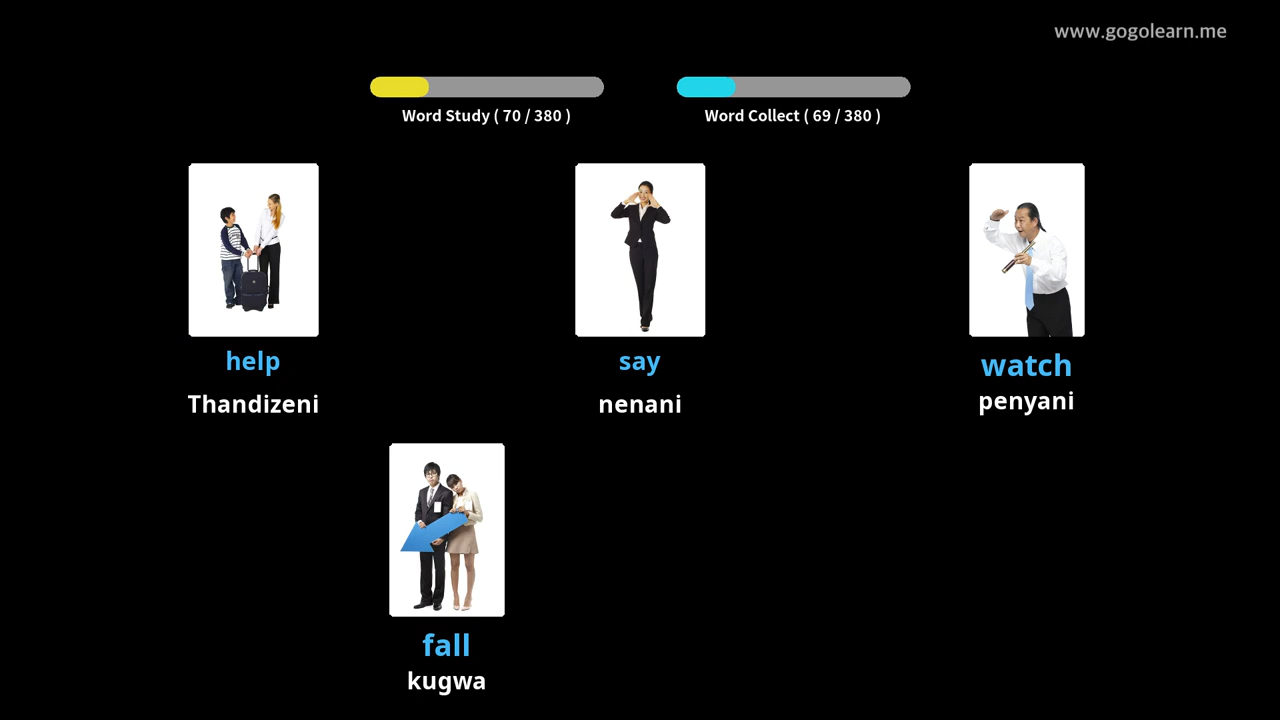 www.gogolearn.me
Word Study ( 70 / 380 )
Word Collect ( 69 / 380 )
help
Thandizeni
say
nenani
watch
penyani
fall
kugwa